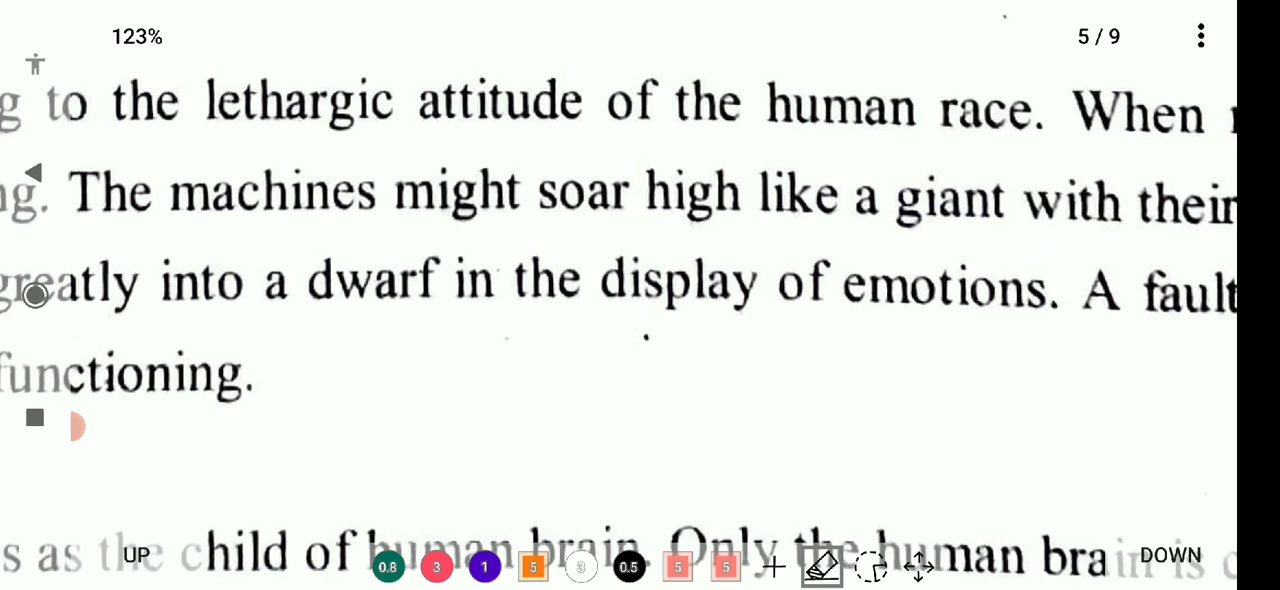 123%
5 / 9
to the lethargic attitude of the human race. When
The machines might soar high like a giant with their
greatly into a dwarf in the display of emotions. A fault
functioning.
s as the child of human brain. Only the human brain is
UP
DOWN
0.8 3 1 5 3 0.5 5 5